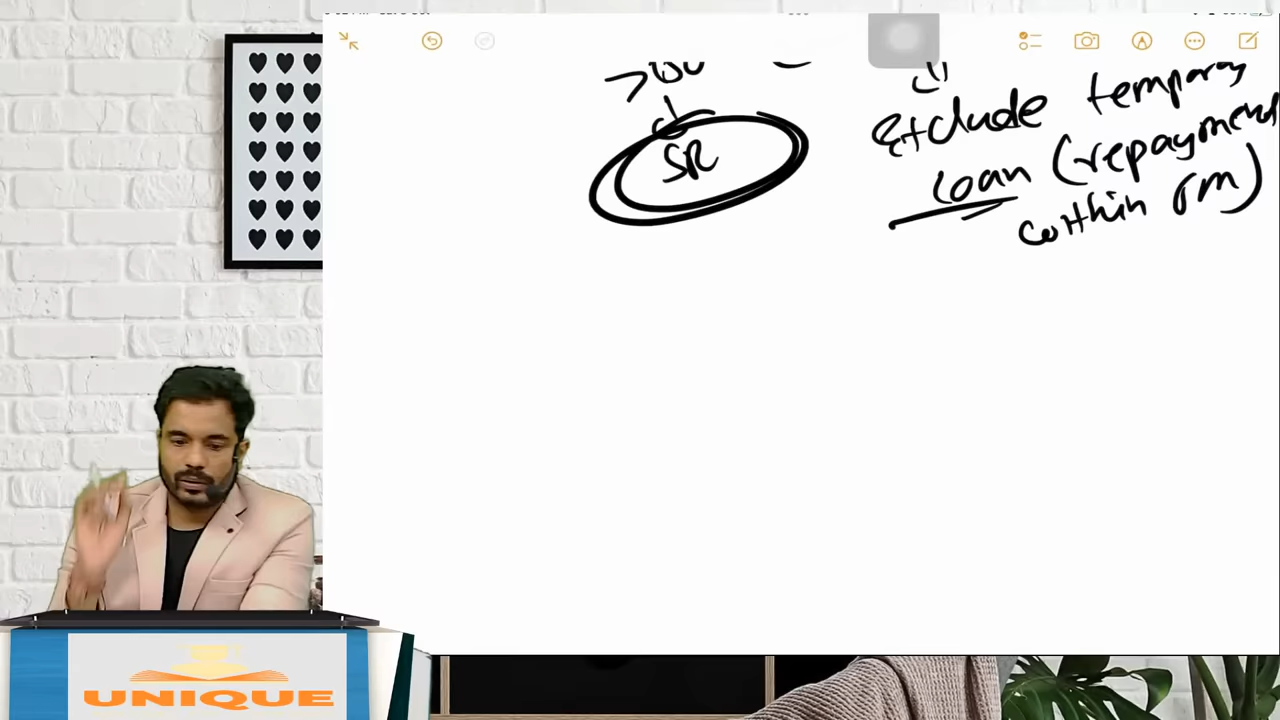 SR
Exclude temporary
loan (repayment
within 6m)
UNIQUE